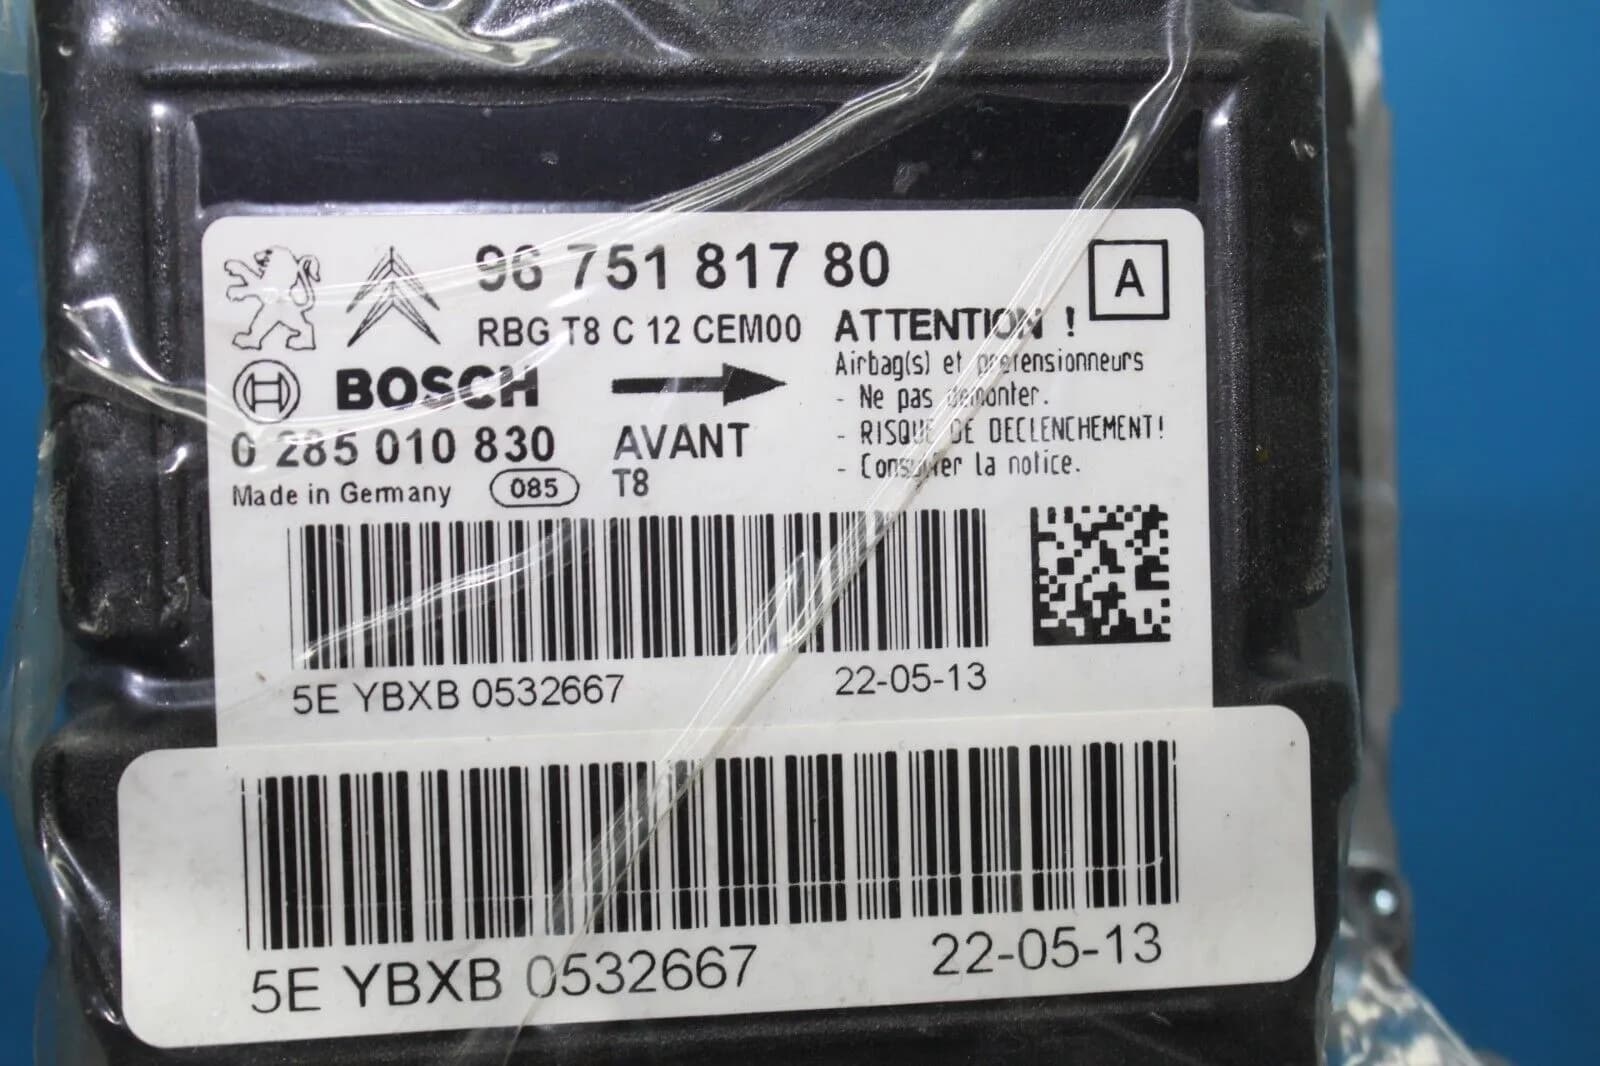 96 751 817 80
A
RBG T8 C 12 CEM00
ATTENTION !
Airbag(s) et prétensionneurs
- Ne pas démonter.
- RISQUE DE DECLENCHEMENT!
- Consulter la notice.
BOSCH
0 285 010 830
AVANT
Made in Germany
085
T8
5E YBXB 0532667
22-05-13
5E YBXB 0532667
22-05-13